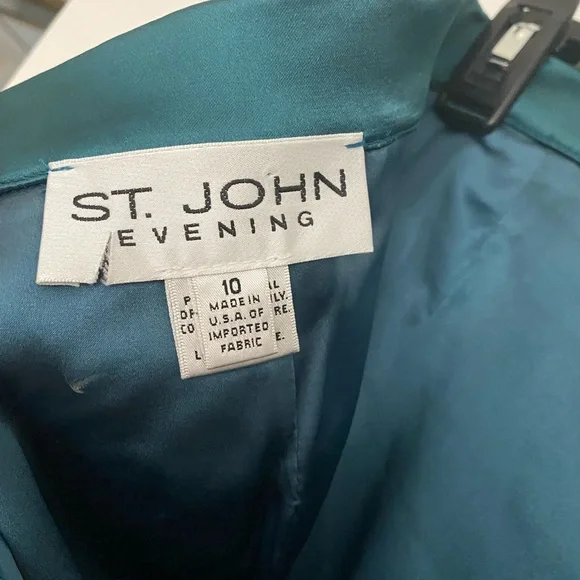 ST. JOHN
EVENING
10
MADE IN
U.S.A. OF
IMPORTED
FABRIC